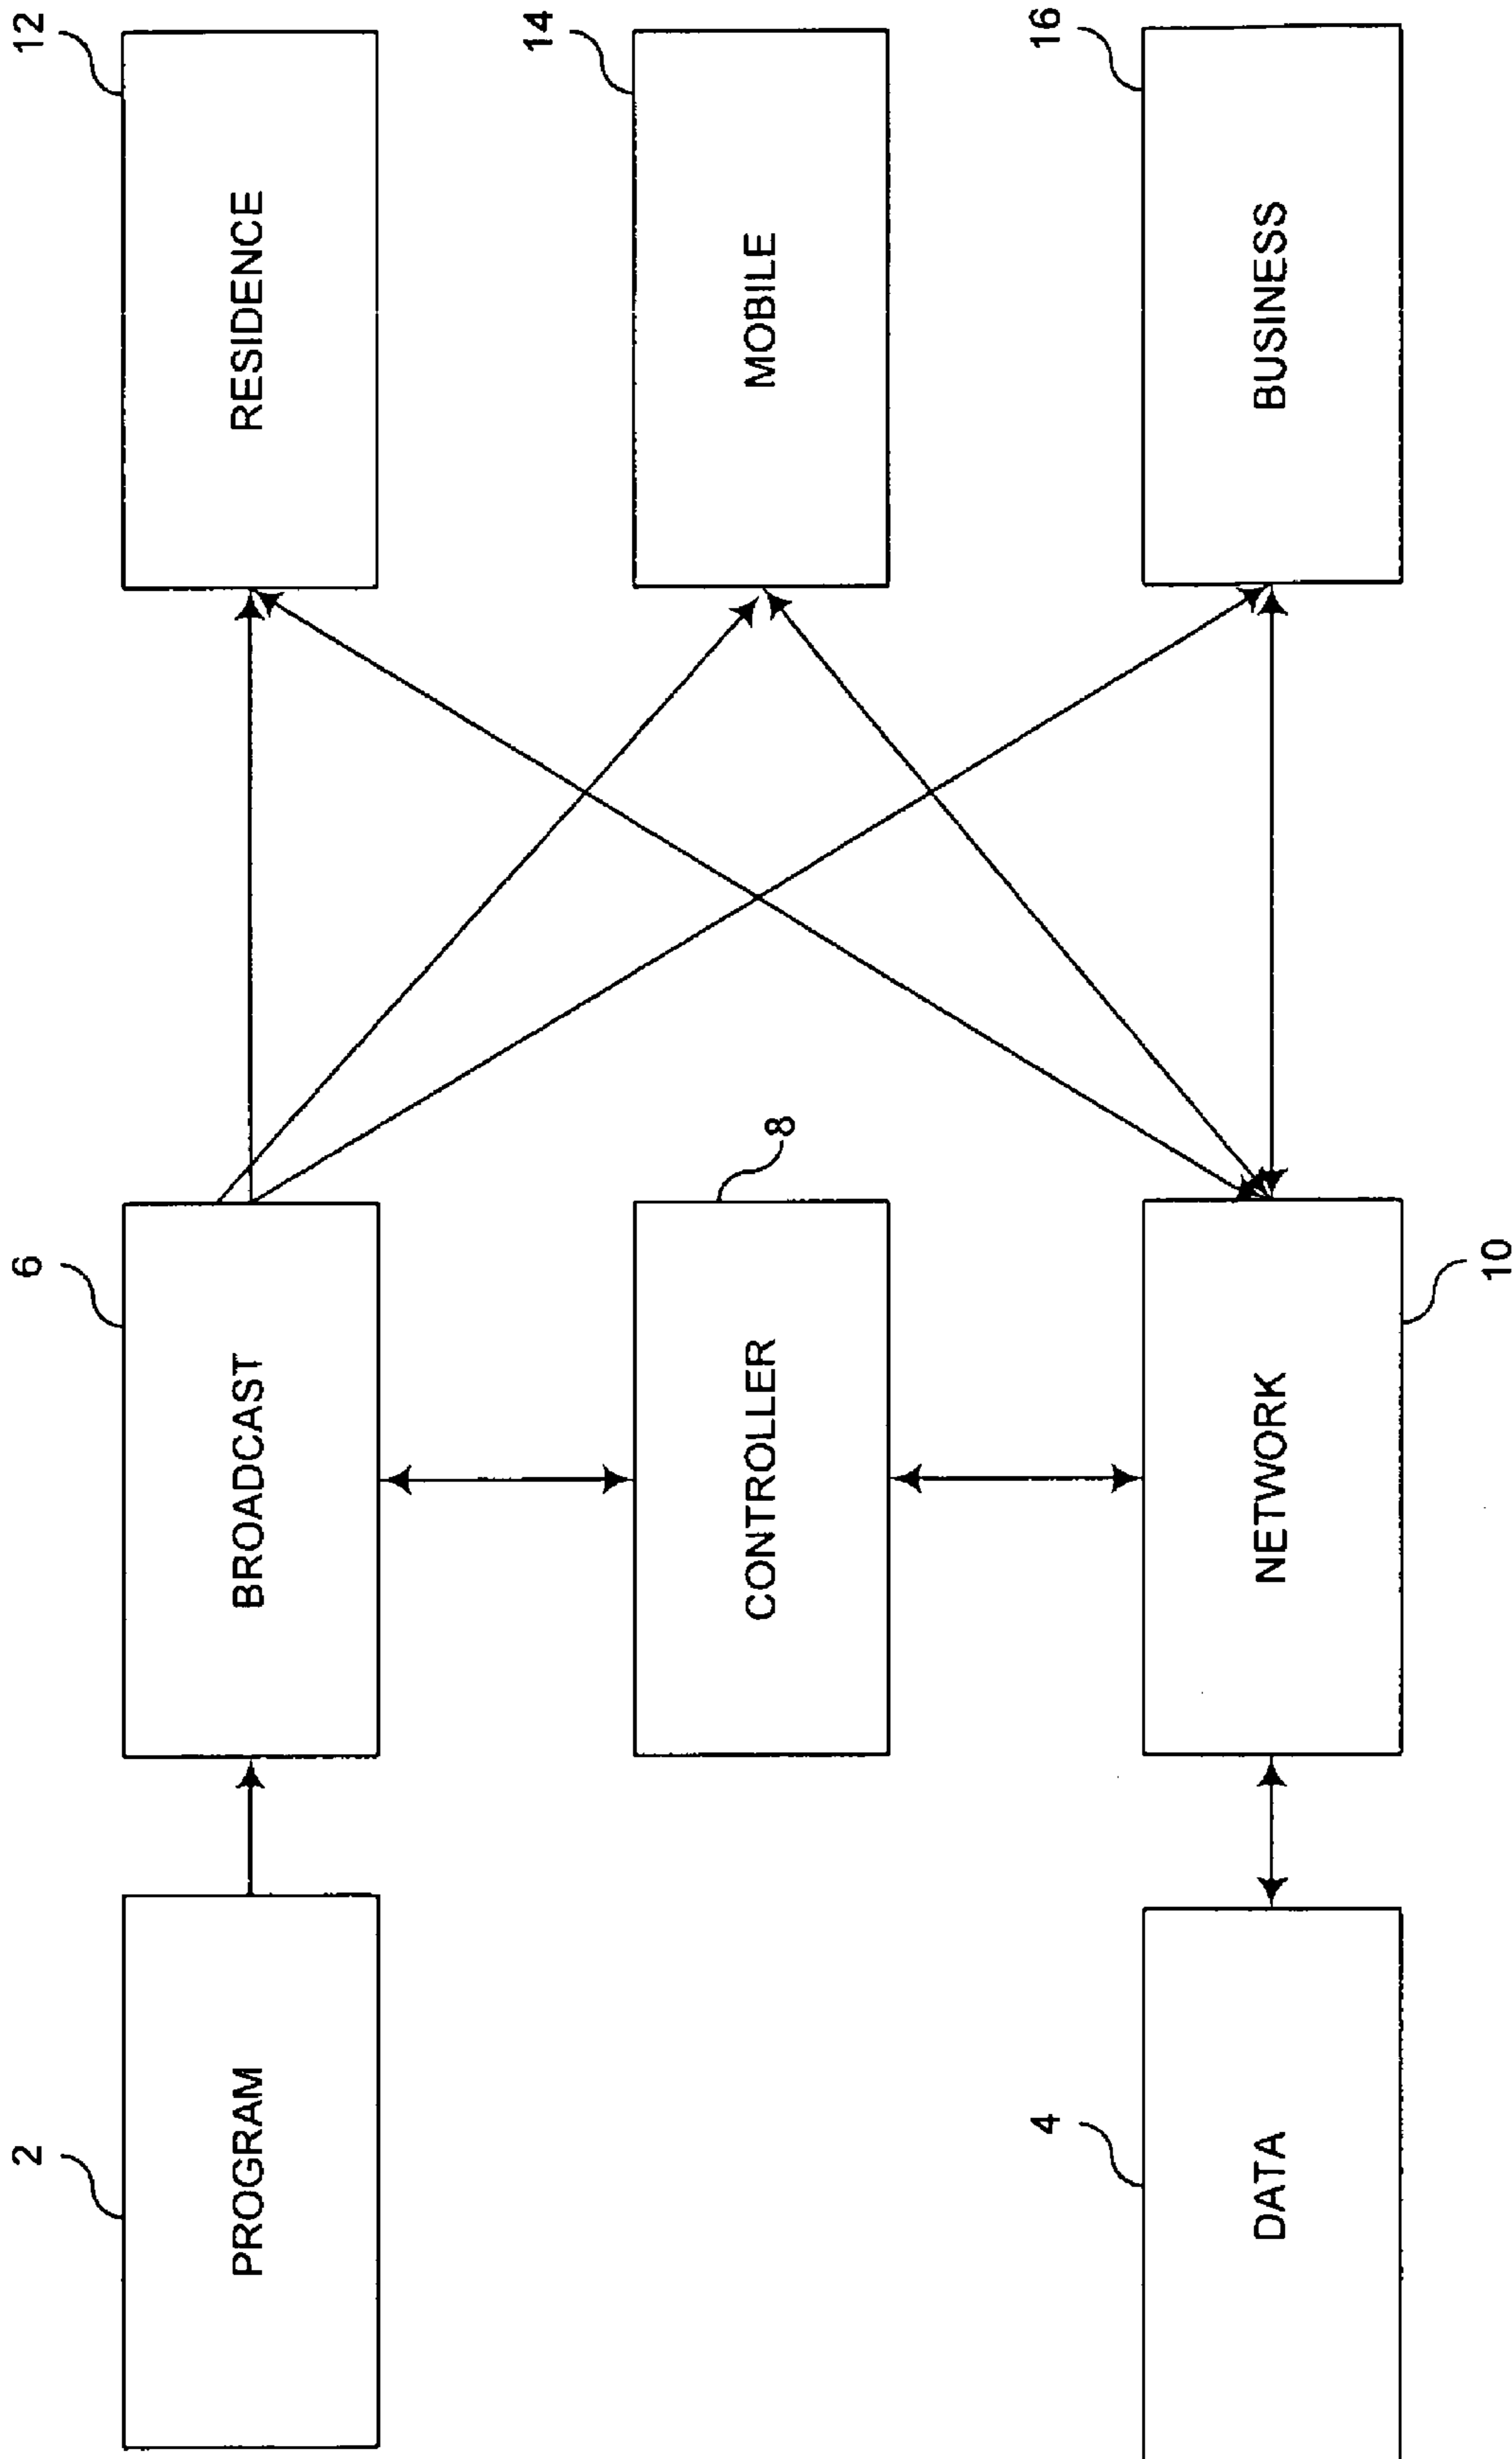 2
PROGRAM
6
BROADCAST
12
RESIDENCE
8
CONTROLLER
14
MOBILE
4
DATA
10
NETWORK
16
BUSINESS